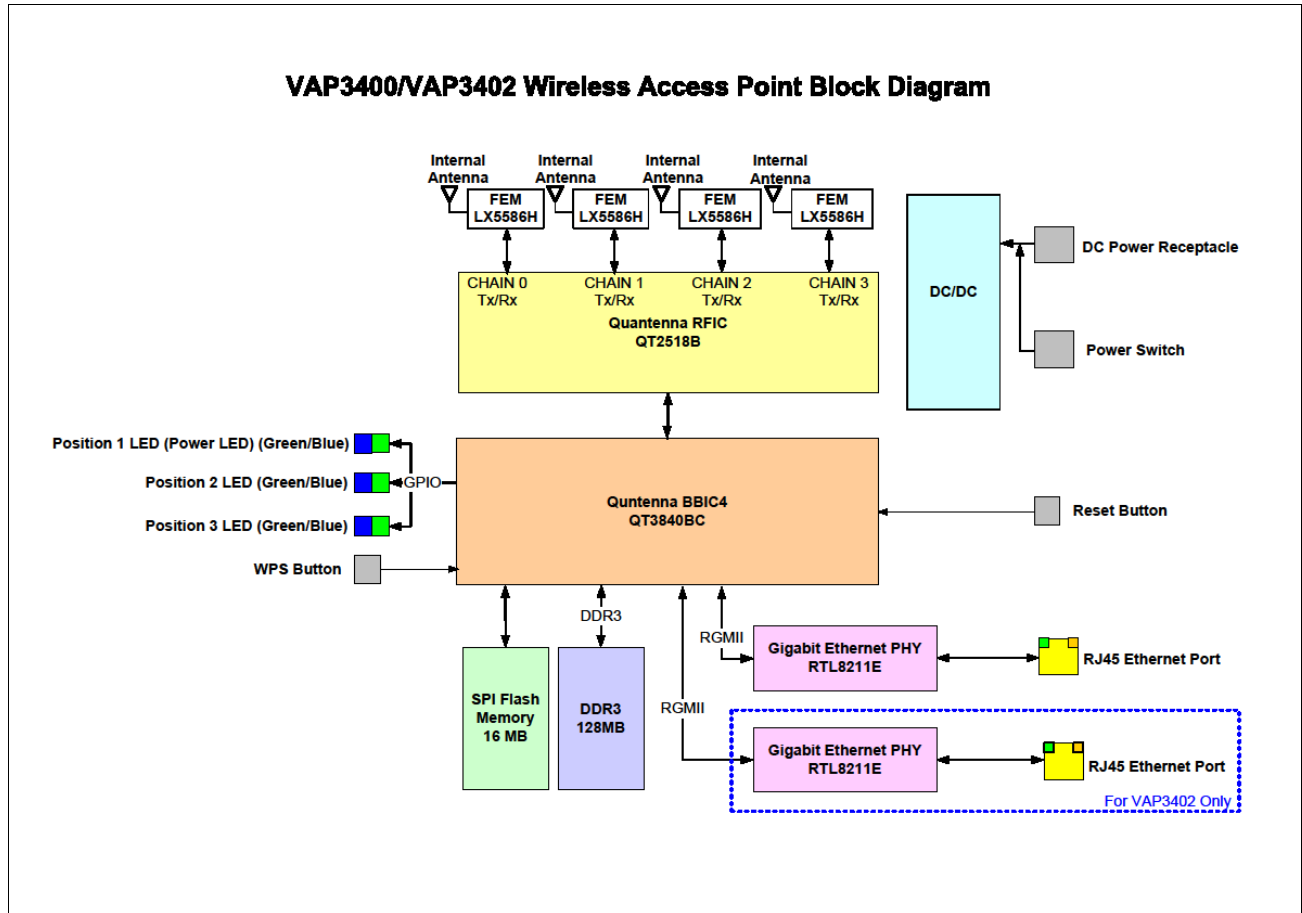 VAP3400/VAP3402 Wireless Access Point Block Diagram
Internal
Antenna
Internal
Antenna
Internal
Antenna
Internal
Antenna
FEM
LX5586H
FEM
LX5586H
FEM
LX5586H
FEM
LX5586H
CHAIN 0
Tx/Rx
CHAIN 1
Tx/Rx
CHAIN 2
Tx/Rx
CHAIN 3
Tx/Rx
Quantenna RFIC
QT2518B
DC/DC
DC Power Receptacle
Power Switch
Position 1 LED (Power LED) (Green/Blue)
Position 2 LED (Green/Blue)
Position 3 LED (Green/Blue)
GPIO
WPS Button
Quntenna BBIC4
QT3840BC
Reset Button
DDR3
RGMII
RGMII
SPI Flash
Memory
16 MB
DDR3
128MB
Gigabit Ethernet PHY
RTL8211E
RJ45 Ethernet Port
Gigabit Ethernet PHY
RTL8211E
RJ45 Ethernet Port
For VAP3402 Only